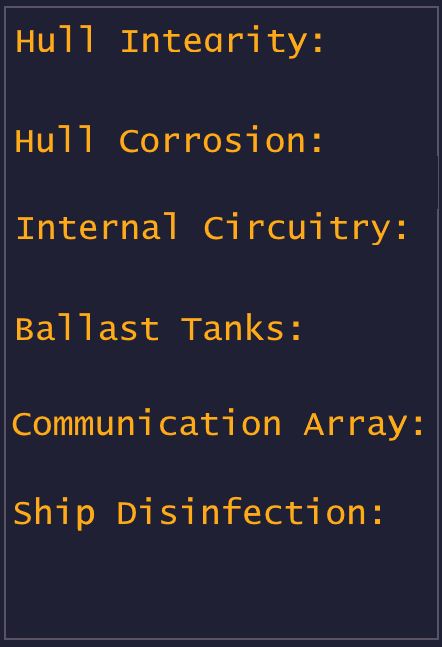 Hull Integrity:
Hull Corrosion:
Internal Circuitry:
Ballast Tanks:
Communication Array:
Ship Disinfection: